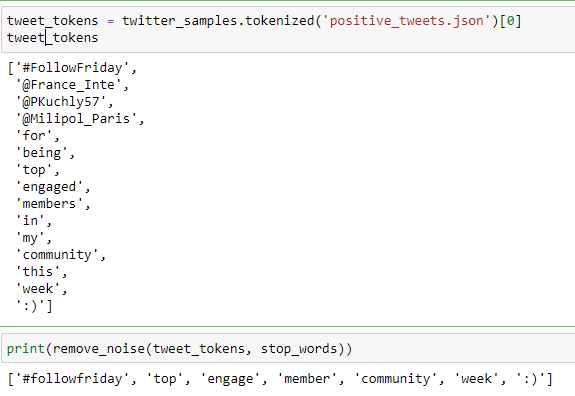 tweet_tokens = twitter_samples.tokenized('positive_tweets.json')[0]
tweet_tokens
['#FollowFriday',
 '@France_Inte',
 '@PKuchly57',
 '@Milipol_Paris',
 'for',
 'being',
 'top',
 'engaged',
 'members',
 'in',
 'my',
 'community',
 'this',
 'week',
 ':)']
print(remove_noise(tweet_tokens, stop_words))
['#followfriday', 'top', 'engage', 'member', 'community', 'week', ':)']